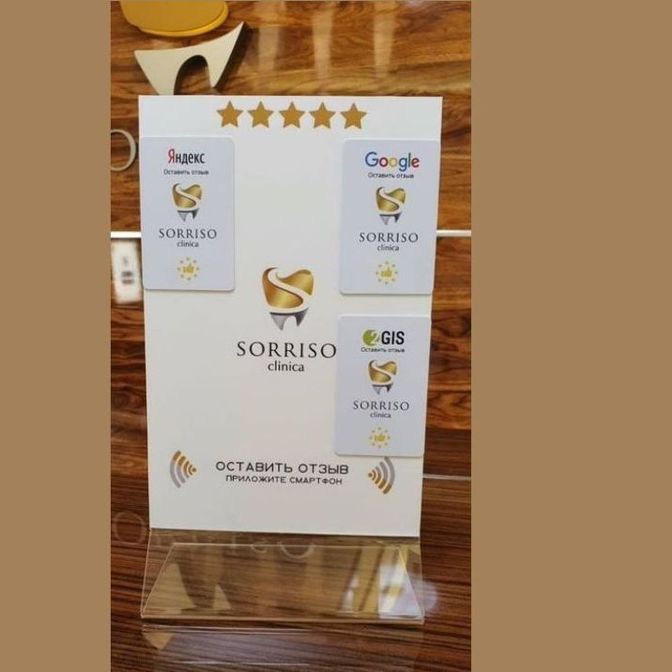 Яндекс
Оставить отзыв
SORRISO
clinica
Google
Оставить отзыв
SORRISO
clinica
SORRISO
clinica
2GIS
Оставить отзыв
SORRISO
clinica
ОСТАВИТЬ ОТЗЫВ
ПРИЛОЖИТЕ СМАРТФОН